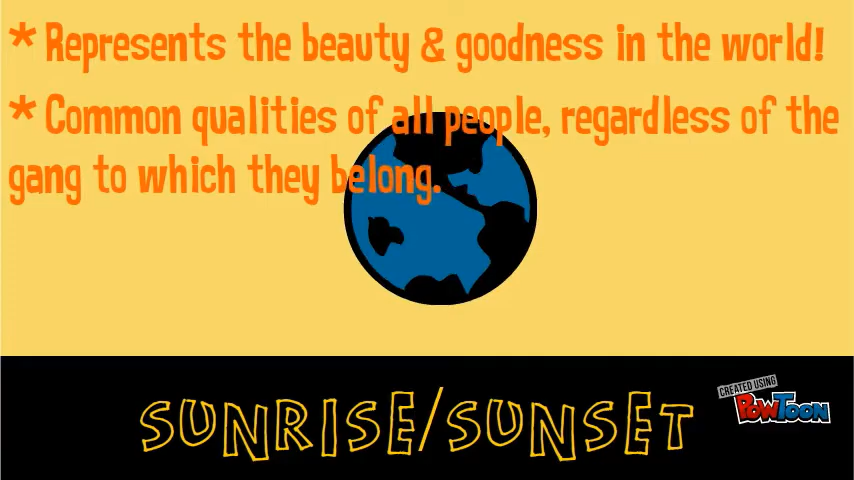 * Represents the beauty & goodness in the world!
* Common qualities of all people, regardless of the
gang to which they belong.
SUNRISE/SUNSET
CREATED USING
POWTOON